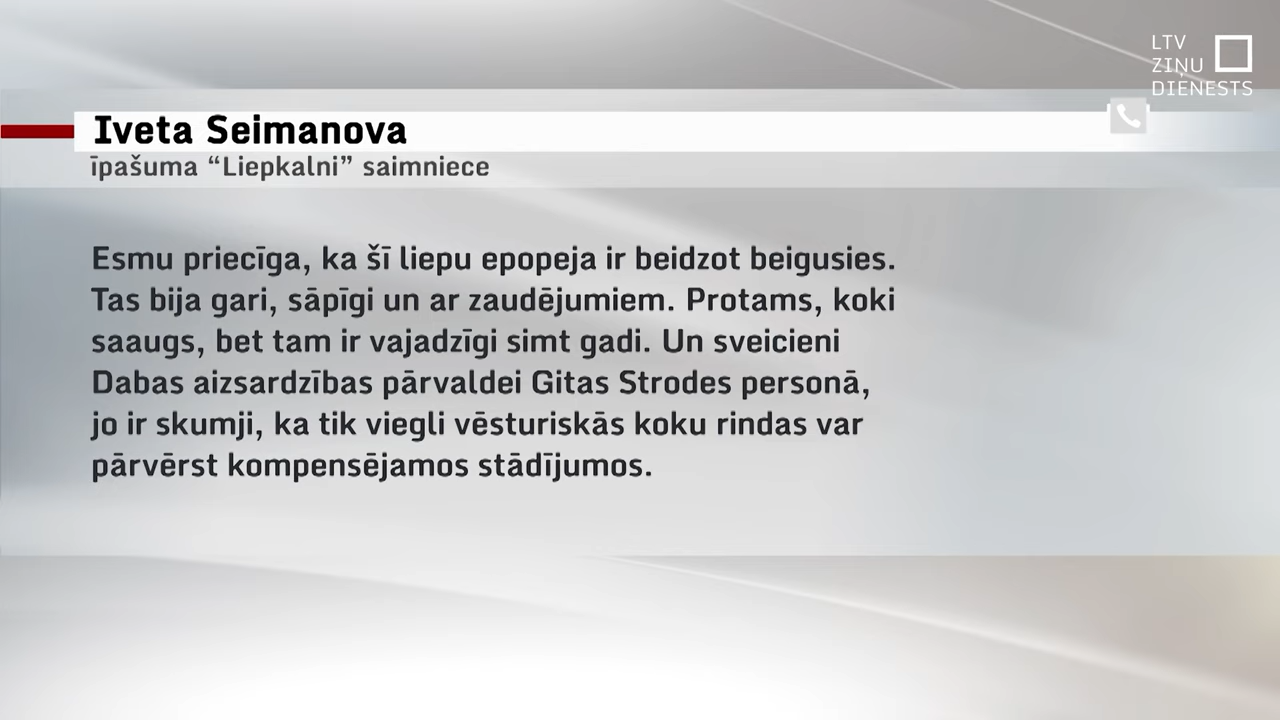 LTV
ZIŅU
DIENESTS
Iveta Seimanova
īpašuma “Liepkalni” saimniece
Esmu priecīga, ka šī liepu epopeja ir beidzot beigusies.
Tas bija gari, sāpīgi un ar zaudējumiem. Protams, koki
saaugs, bet tam ir vajadzīgi simt gadi. Un sveicieni
Dabas aizsardzības pārvaldei Gitas Strodes personā,
jo ir skumji, ka tik viegli vēsturiskās koku rindas var
pārvērst kompensējamos stādījumos.